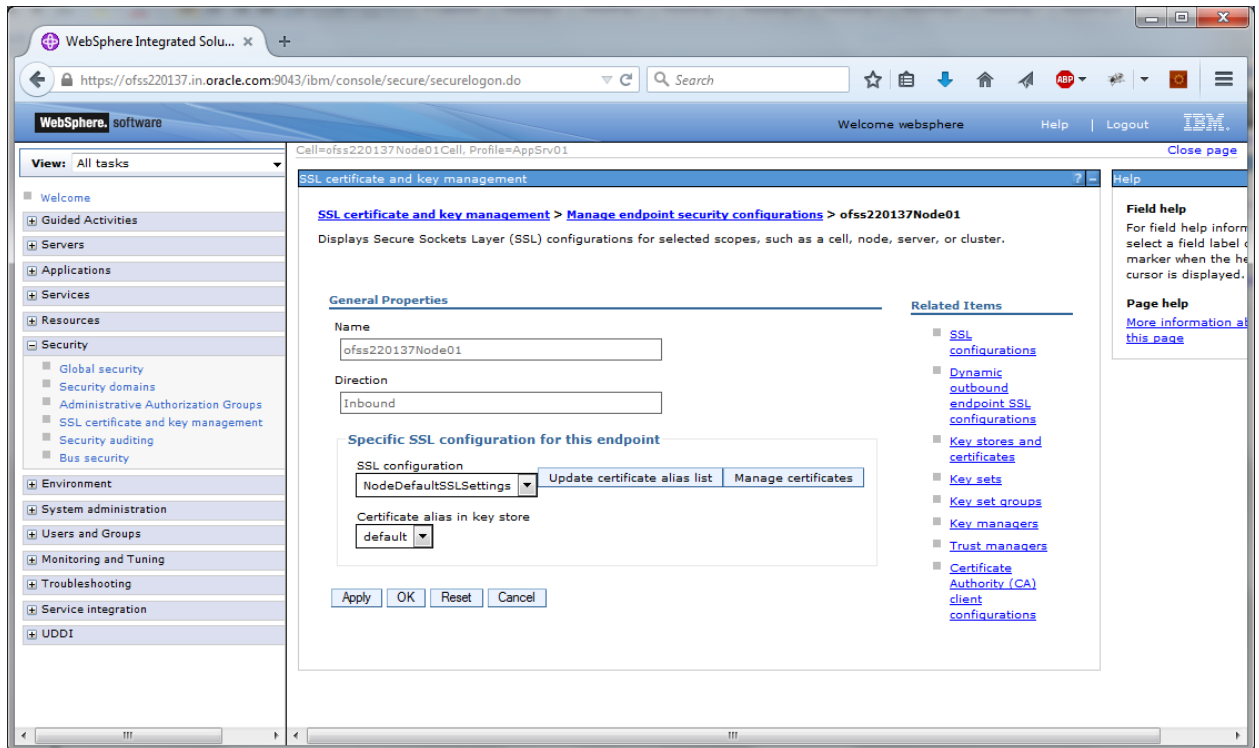 WebSphere Integrated Solu...
https://ofss220137.in.oracle.com:9043/ibm/console/secure/securelogon.do
Search
ABP
WebSphere. software
Welcome websphere
Help | Logout
IBM.
View: All tasks
Welcome
Guided Activities
Servers
Applications
Services
Resources
Security
Global security
Security domains
Administrative Authorization Groups
SSL certificate and key management
Security auditing
Bus security
Environment
System administration
Users and Groups
Monitoring and Tuning
Troubleshooting
Service integration
UDDI
Cell=ofss220137Node01Cell, Profile=AppSrv01
Close page
SSL certificate and key management
? -
SSL certificate and key management > Manage endpoint security configurations > ofss220137Node01
Displays Secure Sockets Layer (SSL) configurations for selected scopes, such as a cell, node, server, or cluster.
General Properties
Name
ofss220137Node01
Direction
Inbound
Specific SSL configuration for this endpoint
SSL configuration
NodeDefaultSSLSettings
Update certificate alias list
Manage certificates
Certificate alias in key store
default
Apply
OK
Reset
Cancel
Related Items
SSL
configurations
Dynamic
outbound
endpoint SSL
configurations
Key stores and
certificates
Key sets
Key set groups
Key managers
Trust managers
Certificate
Authority (CA)
client
configurations
Help
Field help
For field help inform
select a field label
marker when the he
cursor is displayed.
Page help
More information ab
this page